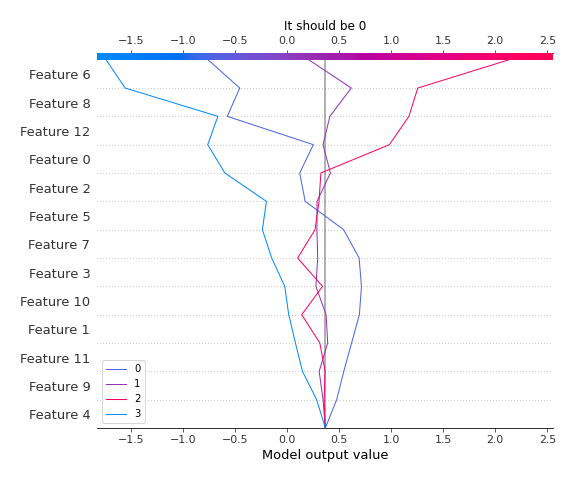 It should be 0
−1.5 −1.0 −0.5 0.0 0.5 1.0 1.5 2.0 2.5
Feature 6
Feature 8
Feature 12
Feature 0
Feature 2
Feature 5
Feature 7
Feature 3
Feature 10
Feature 1
Feature 11
Feature 9
Feature 4
0
1
2
3
−1.5 −1.0 −0.5 0.0 0.5 1.0 1.5 2.0 2.5
Model output value